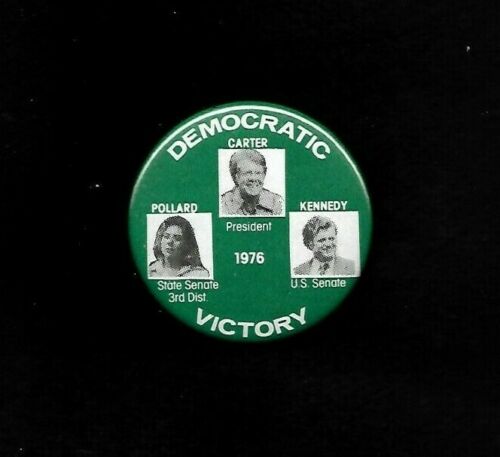 DEMOCRATIC
CARTER
President
POLLARD
State Senate
3rd Dist.
1976
KENNEDY
U.S. Senate
VICTORY